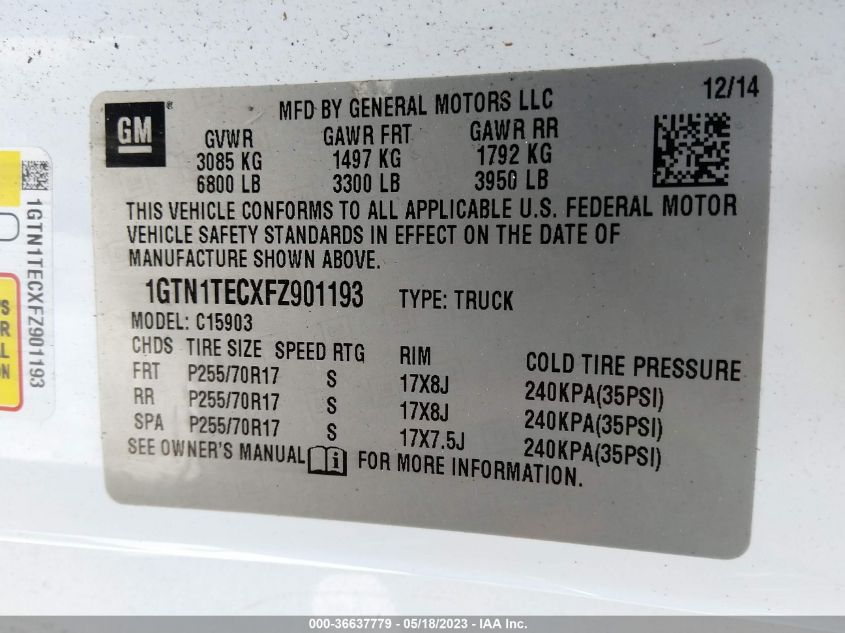 GM ®
MFD BY GENERAL MOTORS LLC
12/14
GVWR GAWR FRT GAWR RR
3085 KG 1497 KG 1792 KG
6800 LB 3300 LB 3950 LB
THIS VEHICLE CONFORMS TO ALL APPLICABLE U.S. FEDERAL MOTOR
VEHICLE SAFETY STANDARDS IN EFFECT ON THE DATE OF
MANUFACTURE SHOWN ABOVE.
1GTN1TECXFZ901193 TYPE: TRUCK
MODEL: C15903
CHDS TIRE SIZE SPEED RTG RIM COLD TIRE PRESSURE
FRT P255/70R17 S 17X8J 240KPA(35PSI)
RR P255/70R17 S 17X8J 240KPA(35PSI)
SPA P255/70R17 S 17X7.5J 240KPA(35PSI)
SEE OWNER'S MANUAL i FOR MORE INFORMATION.
1GTN1TECXFZ901193
000-36637779 - 05/18/2023 - IAA Inc.